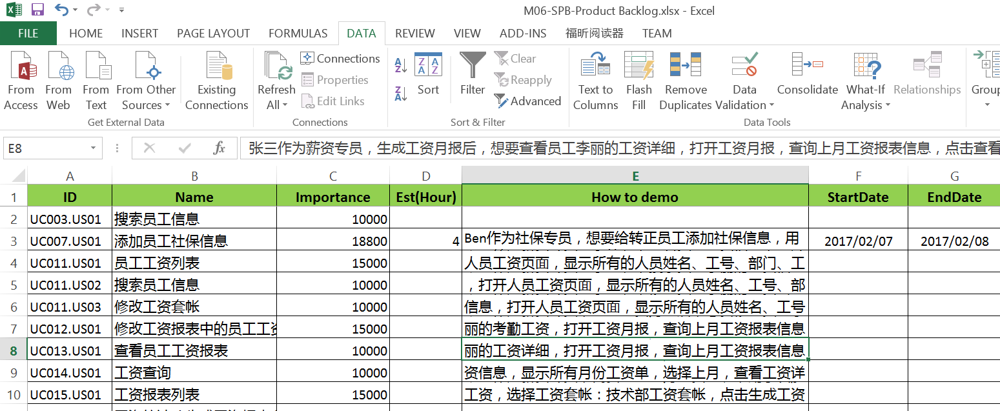 M06-SPB-Product Backlog.xlsx - Excel
FILE HOME INSERT PAGE LAYOUT FORMULAS DATA REVIEW VIEW ADD-INS 福昕阅读器 TEAM
Connections Clear
Properties Reapply
Edit Links Advanced
From Access From Web From Text From Other Sources Existing Connections Refresh All Sort Filter Text to Columns Flash Fill Remove Duplicates Data Validation Consolidate What-If Analysis Relationships Group
Get External Data Connections Sort & Filter Data Tools
E8 fx 张三作为薪资专员，生成工资月报后，想要查看员工李丽的工资详细，打开工资月报，查询上月工资报表信息，点击查看
A B C D E F G
1 ID Name Importance Est(Hour) How to demo StartDate EndDate
2 UC003.US01 搜索员工信息 10000
3 UC007.US01 添加员工社保信息 18800 4 Ben作为社保专员，想要给转正员工添加社保信息，用 2017/02/07 2017/02/08
4 UC011.US01 员工工资列表 15000 人员工资页面，显示所有的人员姓名、工号、部门、工
5 UC011.US02 搜索员工信息 10000 ，打开人员工资页面，显示所有的人员姓名、工号、部
6 UC011.US03 修改工资套帐 10000 信息，打开人员工资页面，显示所有的人员姓名、工号
7 UC012.US01 修改工资报表中的员工工资 15000 丽的考勤工资，打开工资月报，查询上月工资报表信息
8 UC013.US01 查看员工工资报表 10000 丽的工资详细，打开工资月报，查询上月工资报表信息
9 UC014.US01 工资查询 10000 资信息，显示所有月份工资单，选择上月，查看工资详
10 UC015.US01 工资报表列表 15000 工资，选择工资套帐：技术部工资套帐，点击生成工资